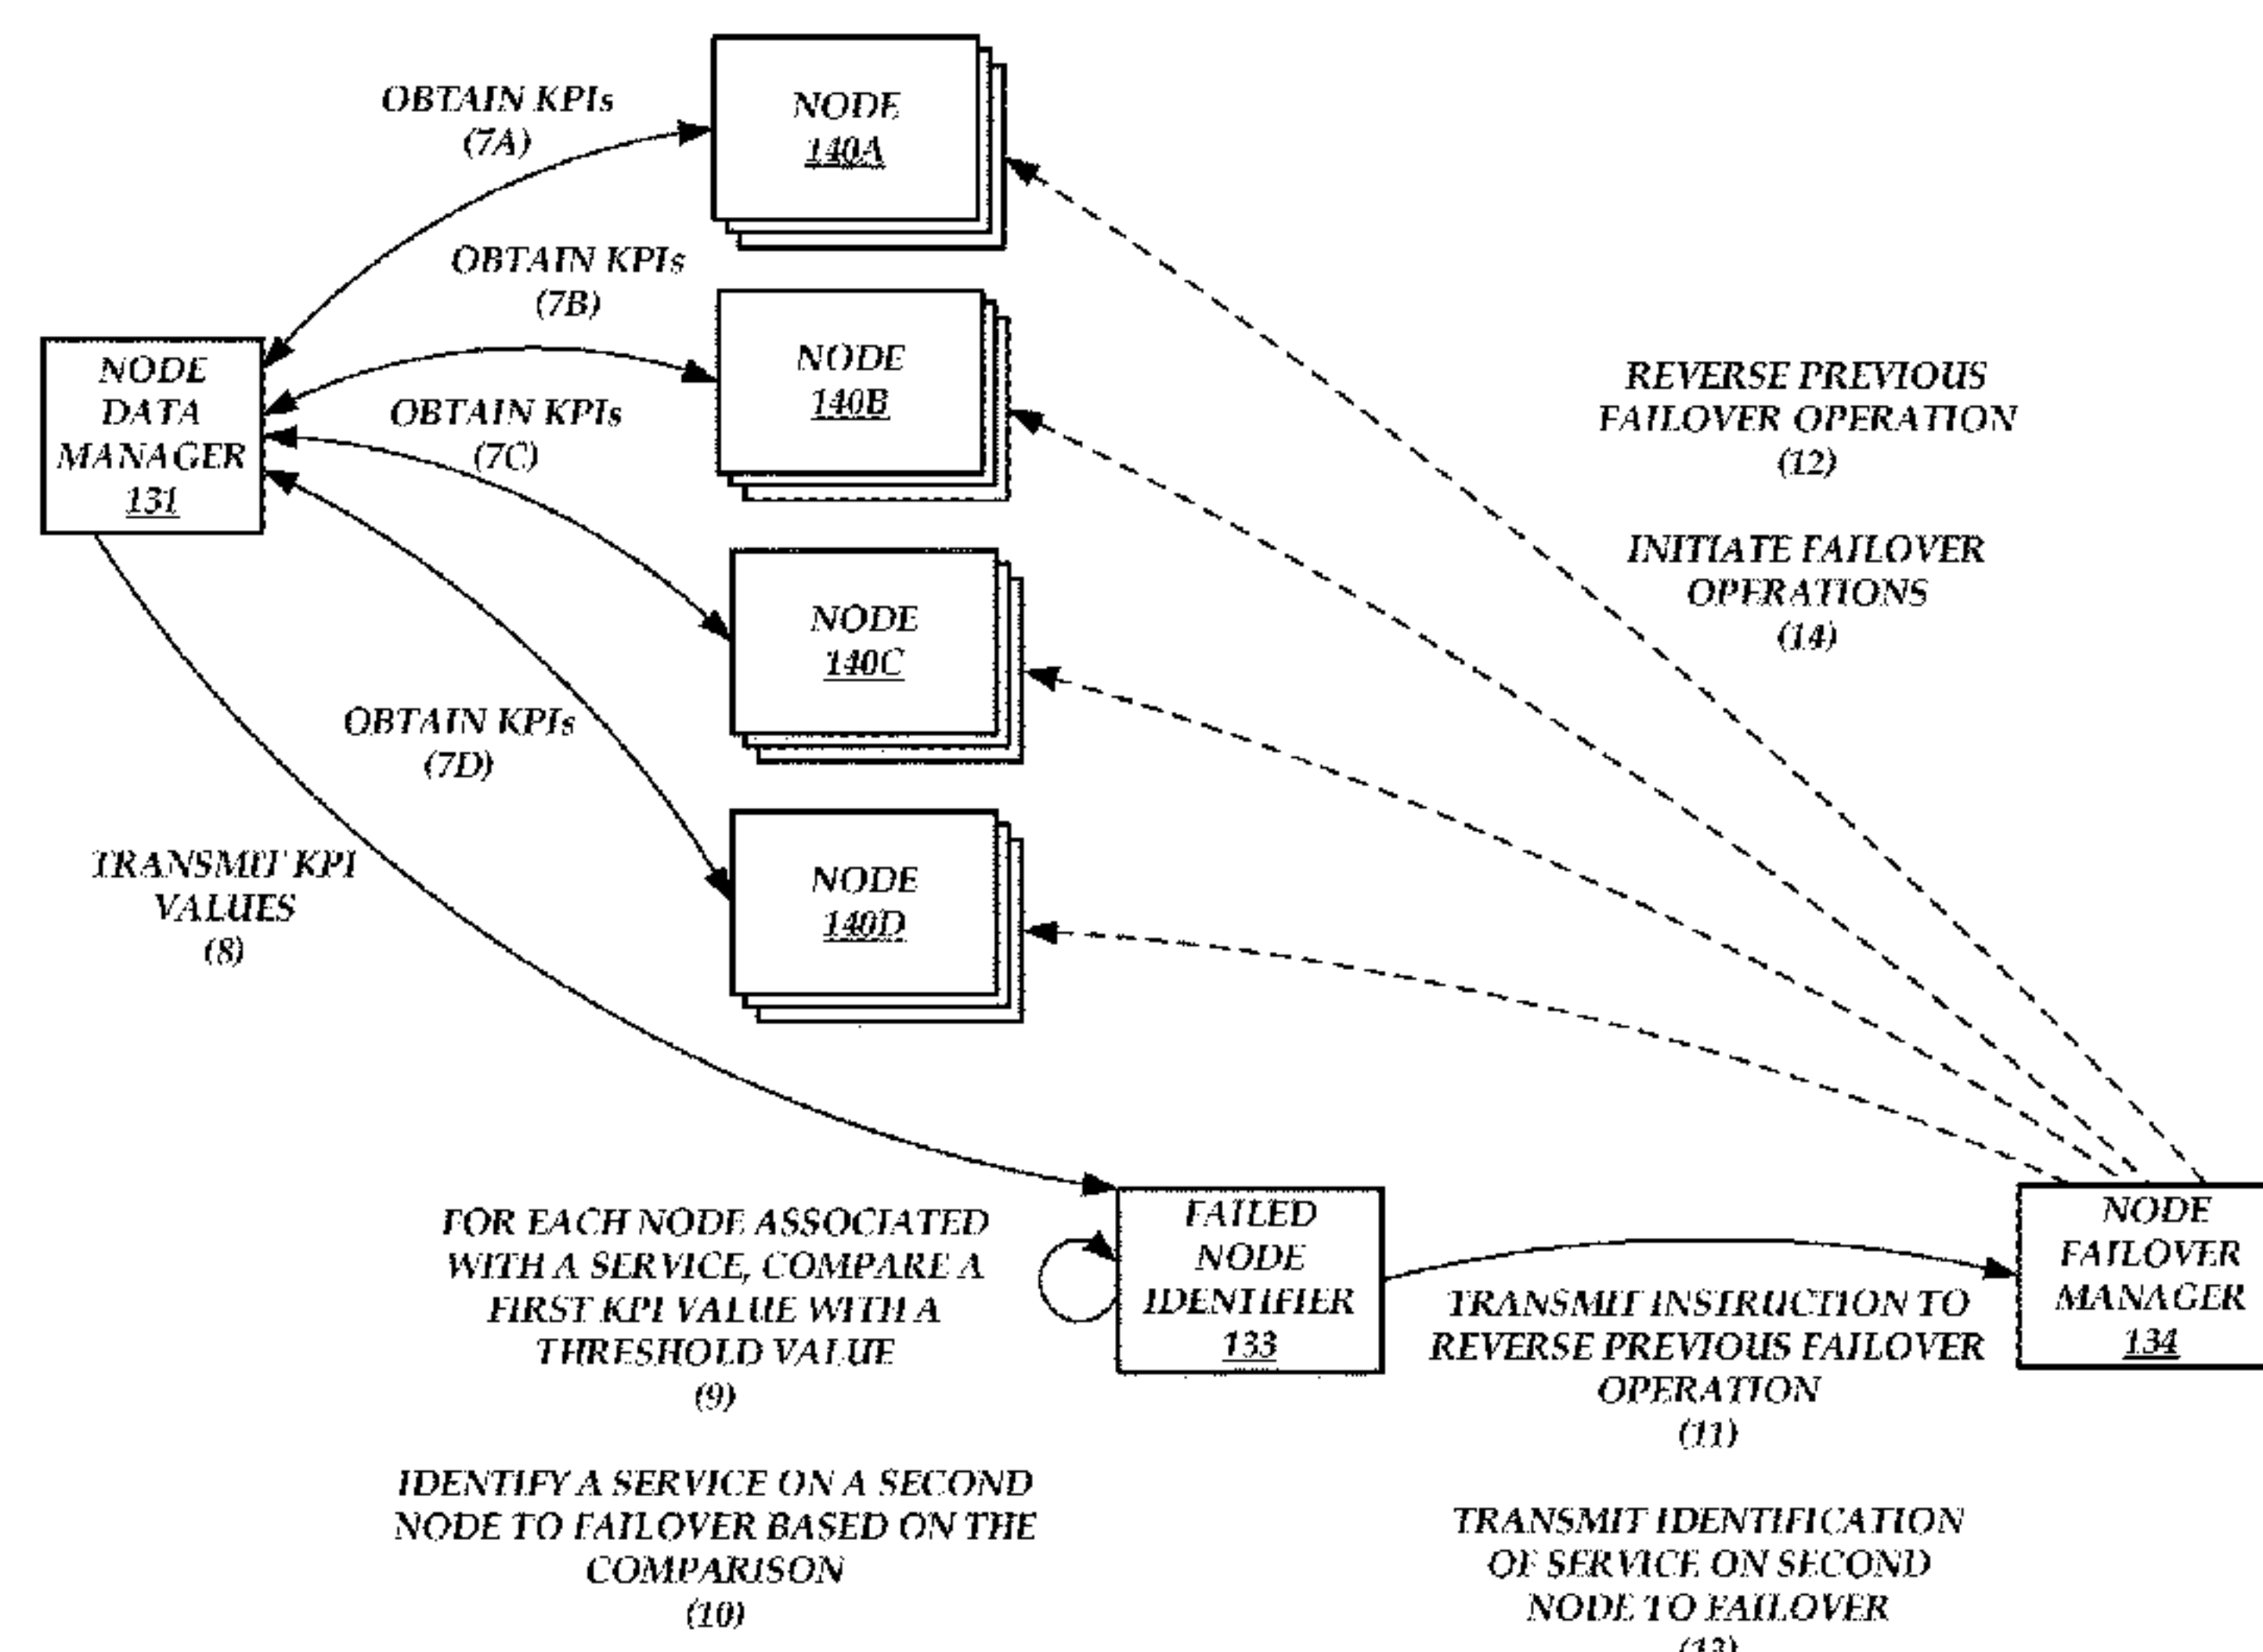 OBTAIN KPIs
(7A)
NODE
140A
OBTAIN KPIs
(7B)
NODE
140B
NODE
DATA
MANAGER
131
OBTAIN KPIs
(7C)
REVERSE PREVIOUS
FAILOVER OPERATION
(12)
INITIATE FAILOVER
OPERATIONS
(14)
NODE
140C
OBTAIN KPIs
(7D)
NODE
140D
TRANSMIT KPI
VALUES
(8)
FOR EACH NODE ASSOCIATED
WITH A SERVICE, COMPARE A
FIRST KPI VALUE WITH A
THRESHOLD VALUE
(9)
FAILED
NODE
IDENTIFIER
133
NODE
FAILOVER
MANAGER
134
TRANSMIT INSTRUCTION TO
REVERSE PREVIOUS FAILOVER
OPERATION
(11)
IDENTIFY A SERVICE ON A SECOND
NODE TO FAILOVER BASED ON THE
COMPARISON
(10)
TRANSMIT IDENTIFICATION
OF SERVICE ON SECOND
NODE TO FAILOVER
(13)